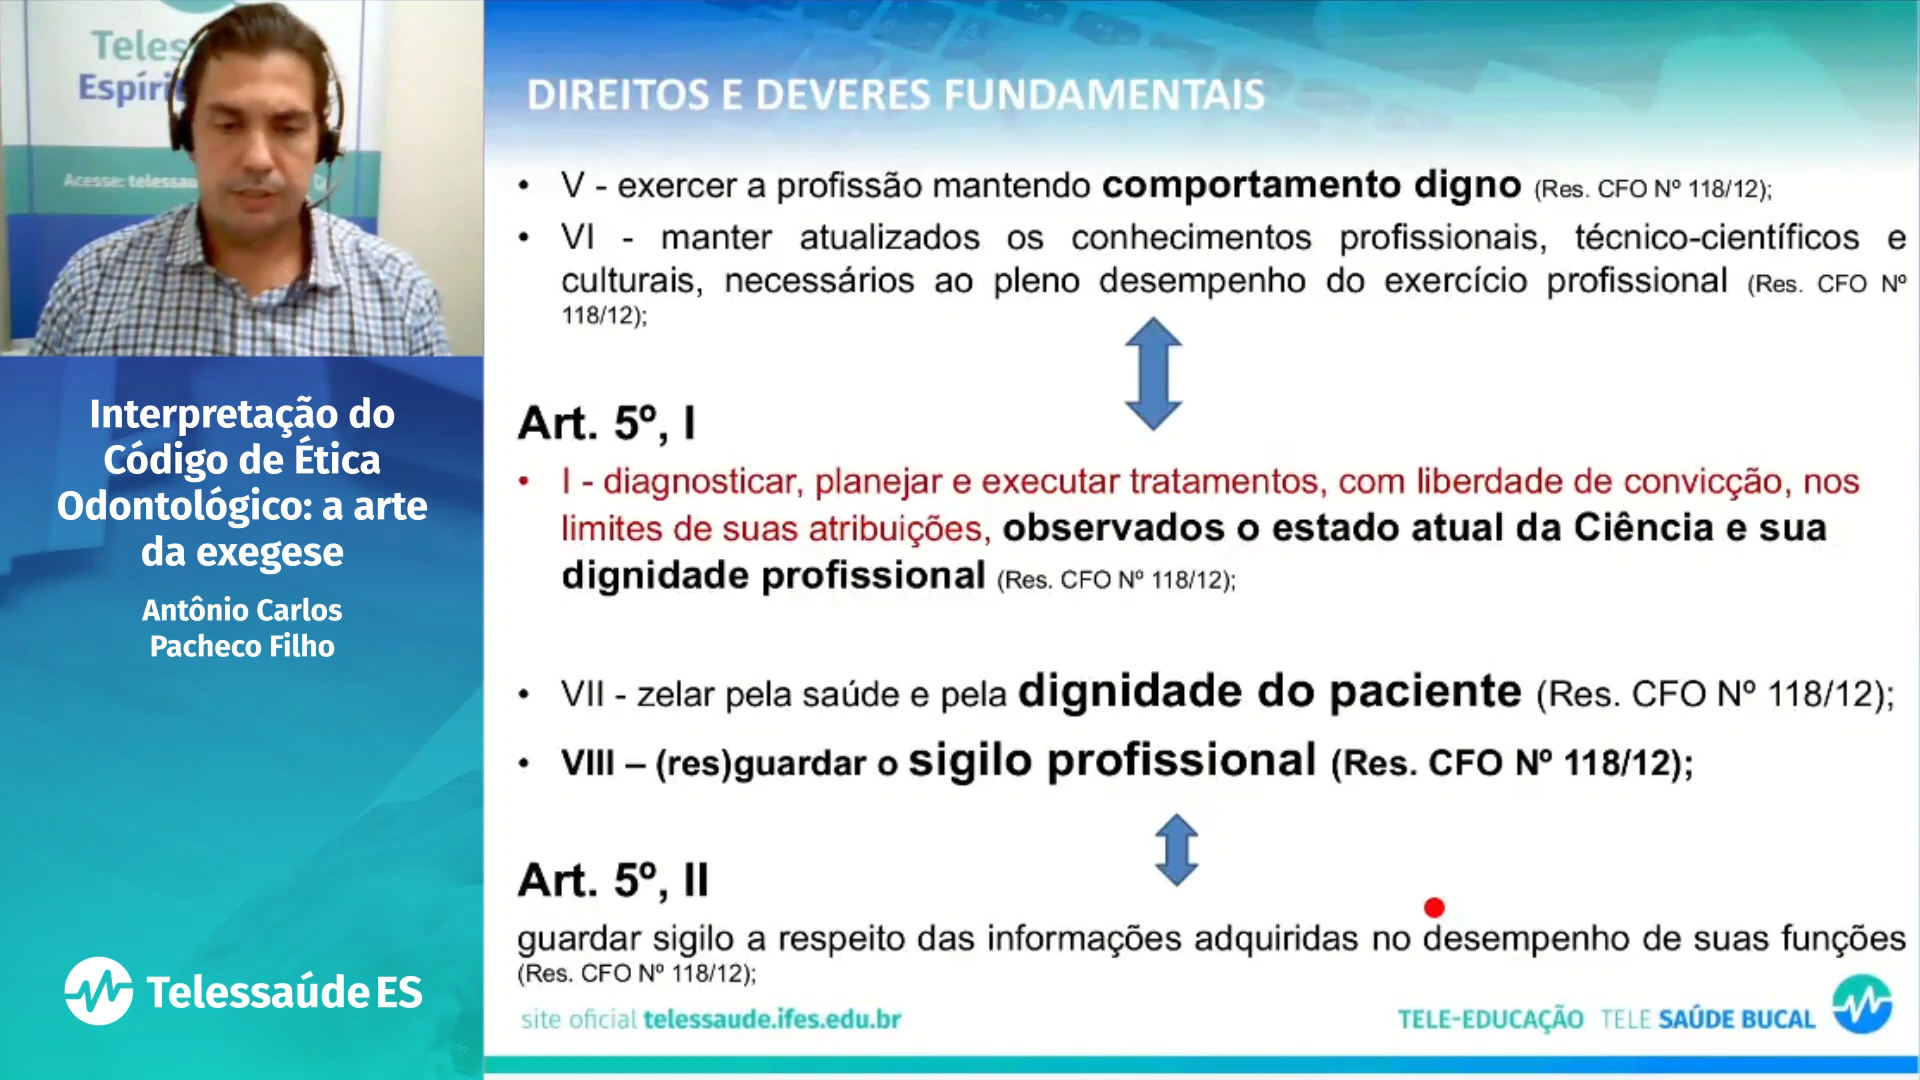 Teles
Espíri
Acesse: telessau
Interpretação do
Código de Ética
Odontológico: a arte
da exegese
Antônio Carlos
Pacheco Filho
Telessaúde ES
DIREITOS E DEVERES FUNDAMENTAIS
• V - exercer a profissão mantendo comportamento digno (Res. CFO Nº 118/12);
• VI - manter atualizados os conhecimentos profissionais, técnico-científicos e
culturais, necessários ao pleno desempenho do exercício profissional (Res. CFO Nº
118/12);
Art. 5º, I
• I - diagnosticar, planejar e executar tratamentos, com liberdade de convicção, nos
limites de suas atribuições, observados o estado atual da Ciência e sua
dignidade profissional (Res. CFO Nº 118/12);
• VII - zelar pela saúde e pela dignidade do paciente (Res. CFO Nº 118/12);
• VIII – (res)guardar o sigilo profissional (Res. CFO Nº 118/12);
Art. 5º, II
guardar sigilo a respeito das informações adquiridas no desempenho de suas funções
(Res. CFO Nº 118/12);
site oficial telessaude.ifes.edu.br
TELE-EDUCAÇÃO TELE SAÚDE BUCAL